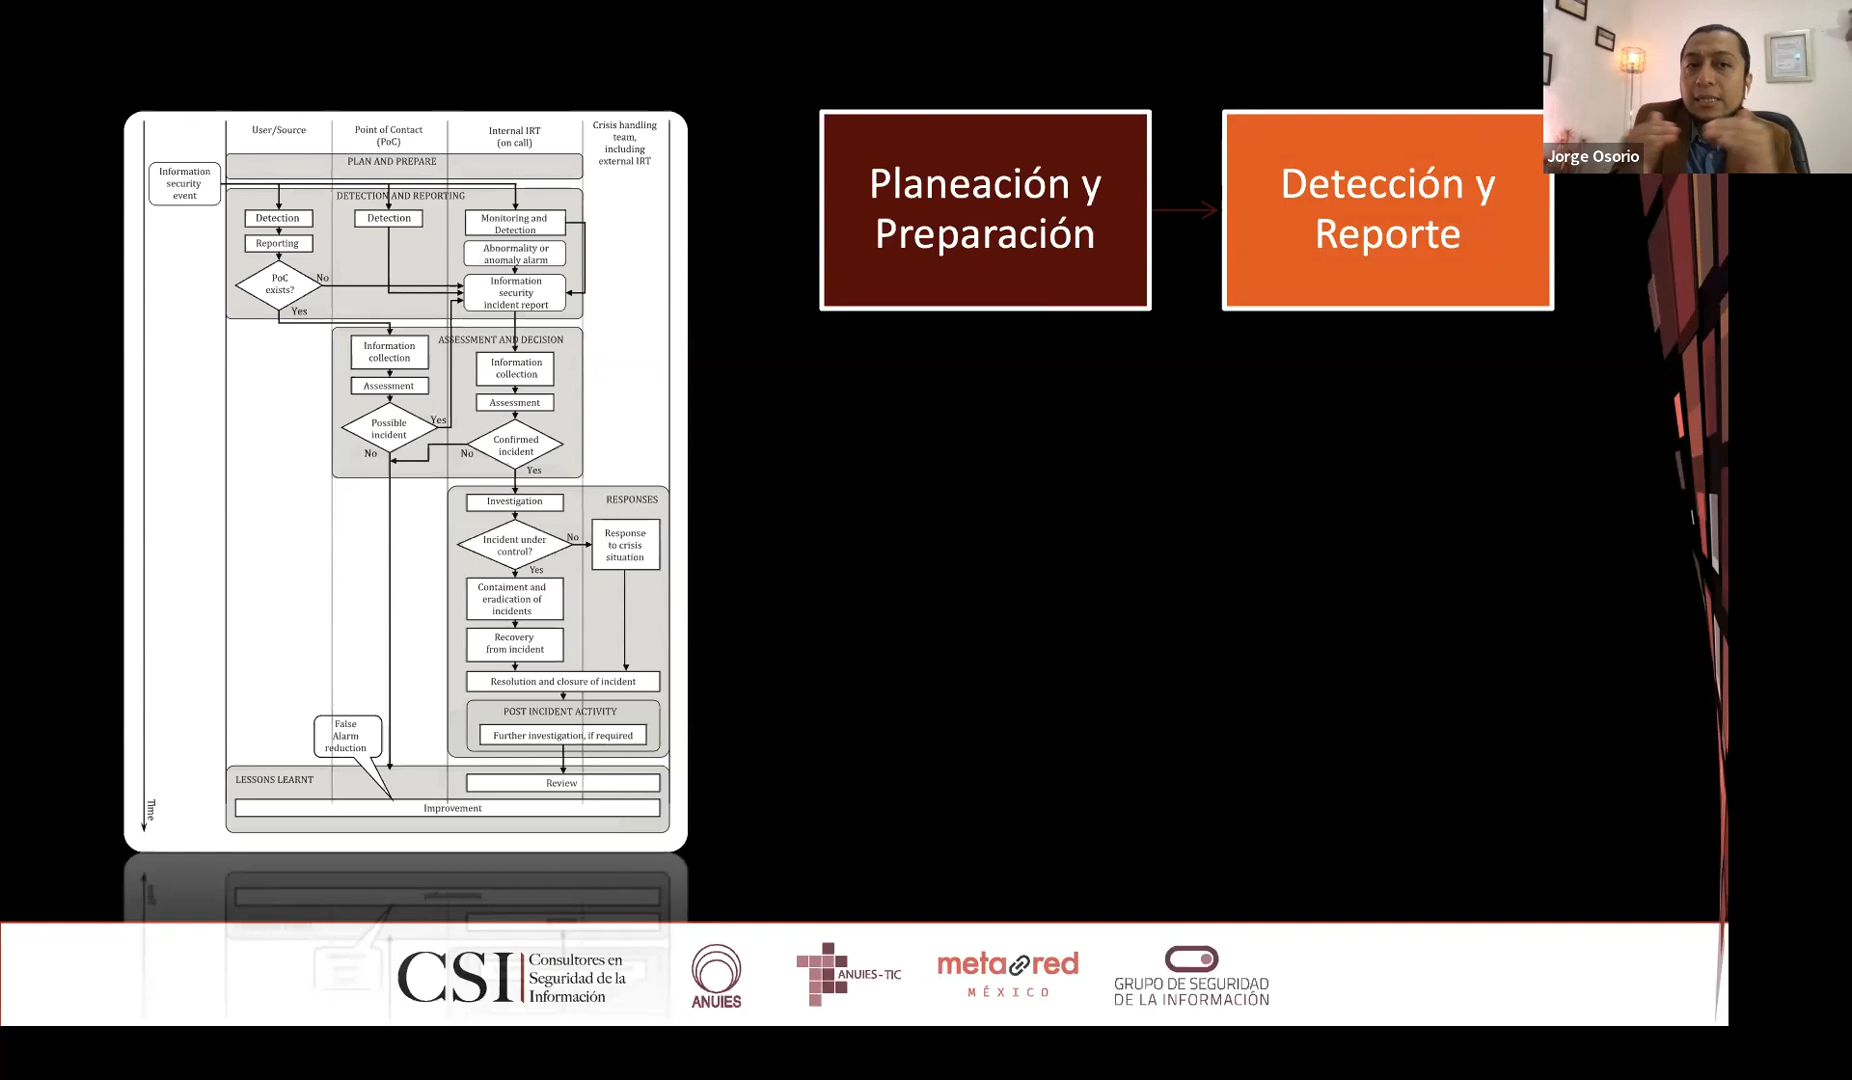 User/Source
Point of Contact
(PoC)
Internal IRT
(on call)
Crisis handling
team,
including
external IRT
PLAN AND PREPARE
Information
security
event
DETECTION AND REPORTING
Detection
Detection
Monitoring and
Detection
Reporting
Abnormality or
anomaly alarm
PoC
exists?
No
Yes
Information
security
incident report
ASSESSMENT AND DECISION
Information
collection
Information
collection
Assessment
Assessment
Possible
incident
Yes
No
Confirmed
incident
No
Yes
Investigation
RESPONSES
Incident under
control?
No
Yes
Response
to crisis
situation
Contaiment and
eradication of
incidents
Recovery
from incident
Resolution and closure of incident
POST INCIDENT ACTIVITY
Further investigation, if required
False
Alarm
reduction
LESSONS LEARNT
Review
Improvement
Time
Planeación y
Preparación
Detección y
Reporte
Jorge Osorio
CSI
Consultores en
Seguridad de la
Información
ANUIES
ANUIES-TIC
metared
MÉXICO
GRUPO DE SEGURIDAD
DE LA INFORMACIÓN